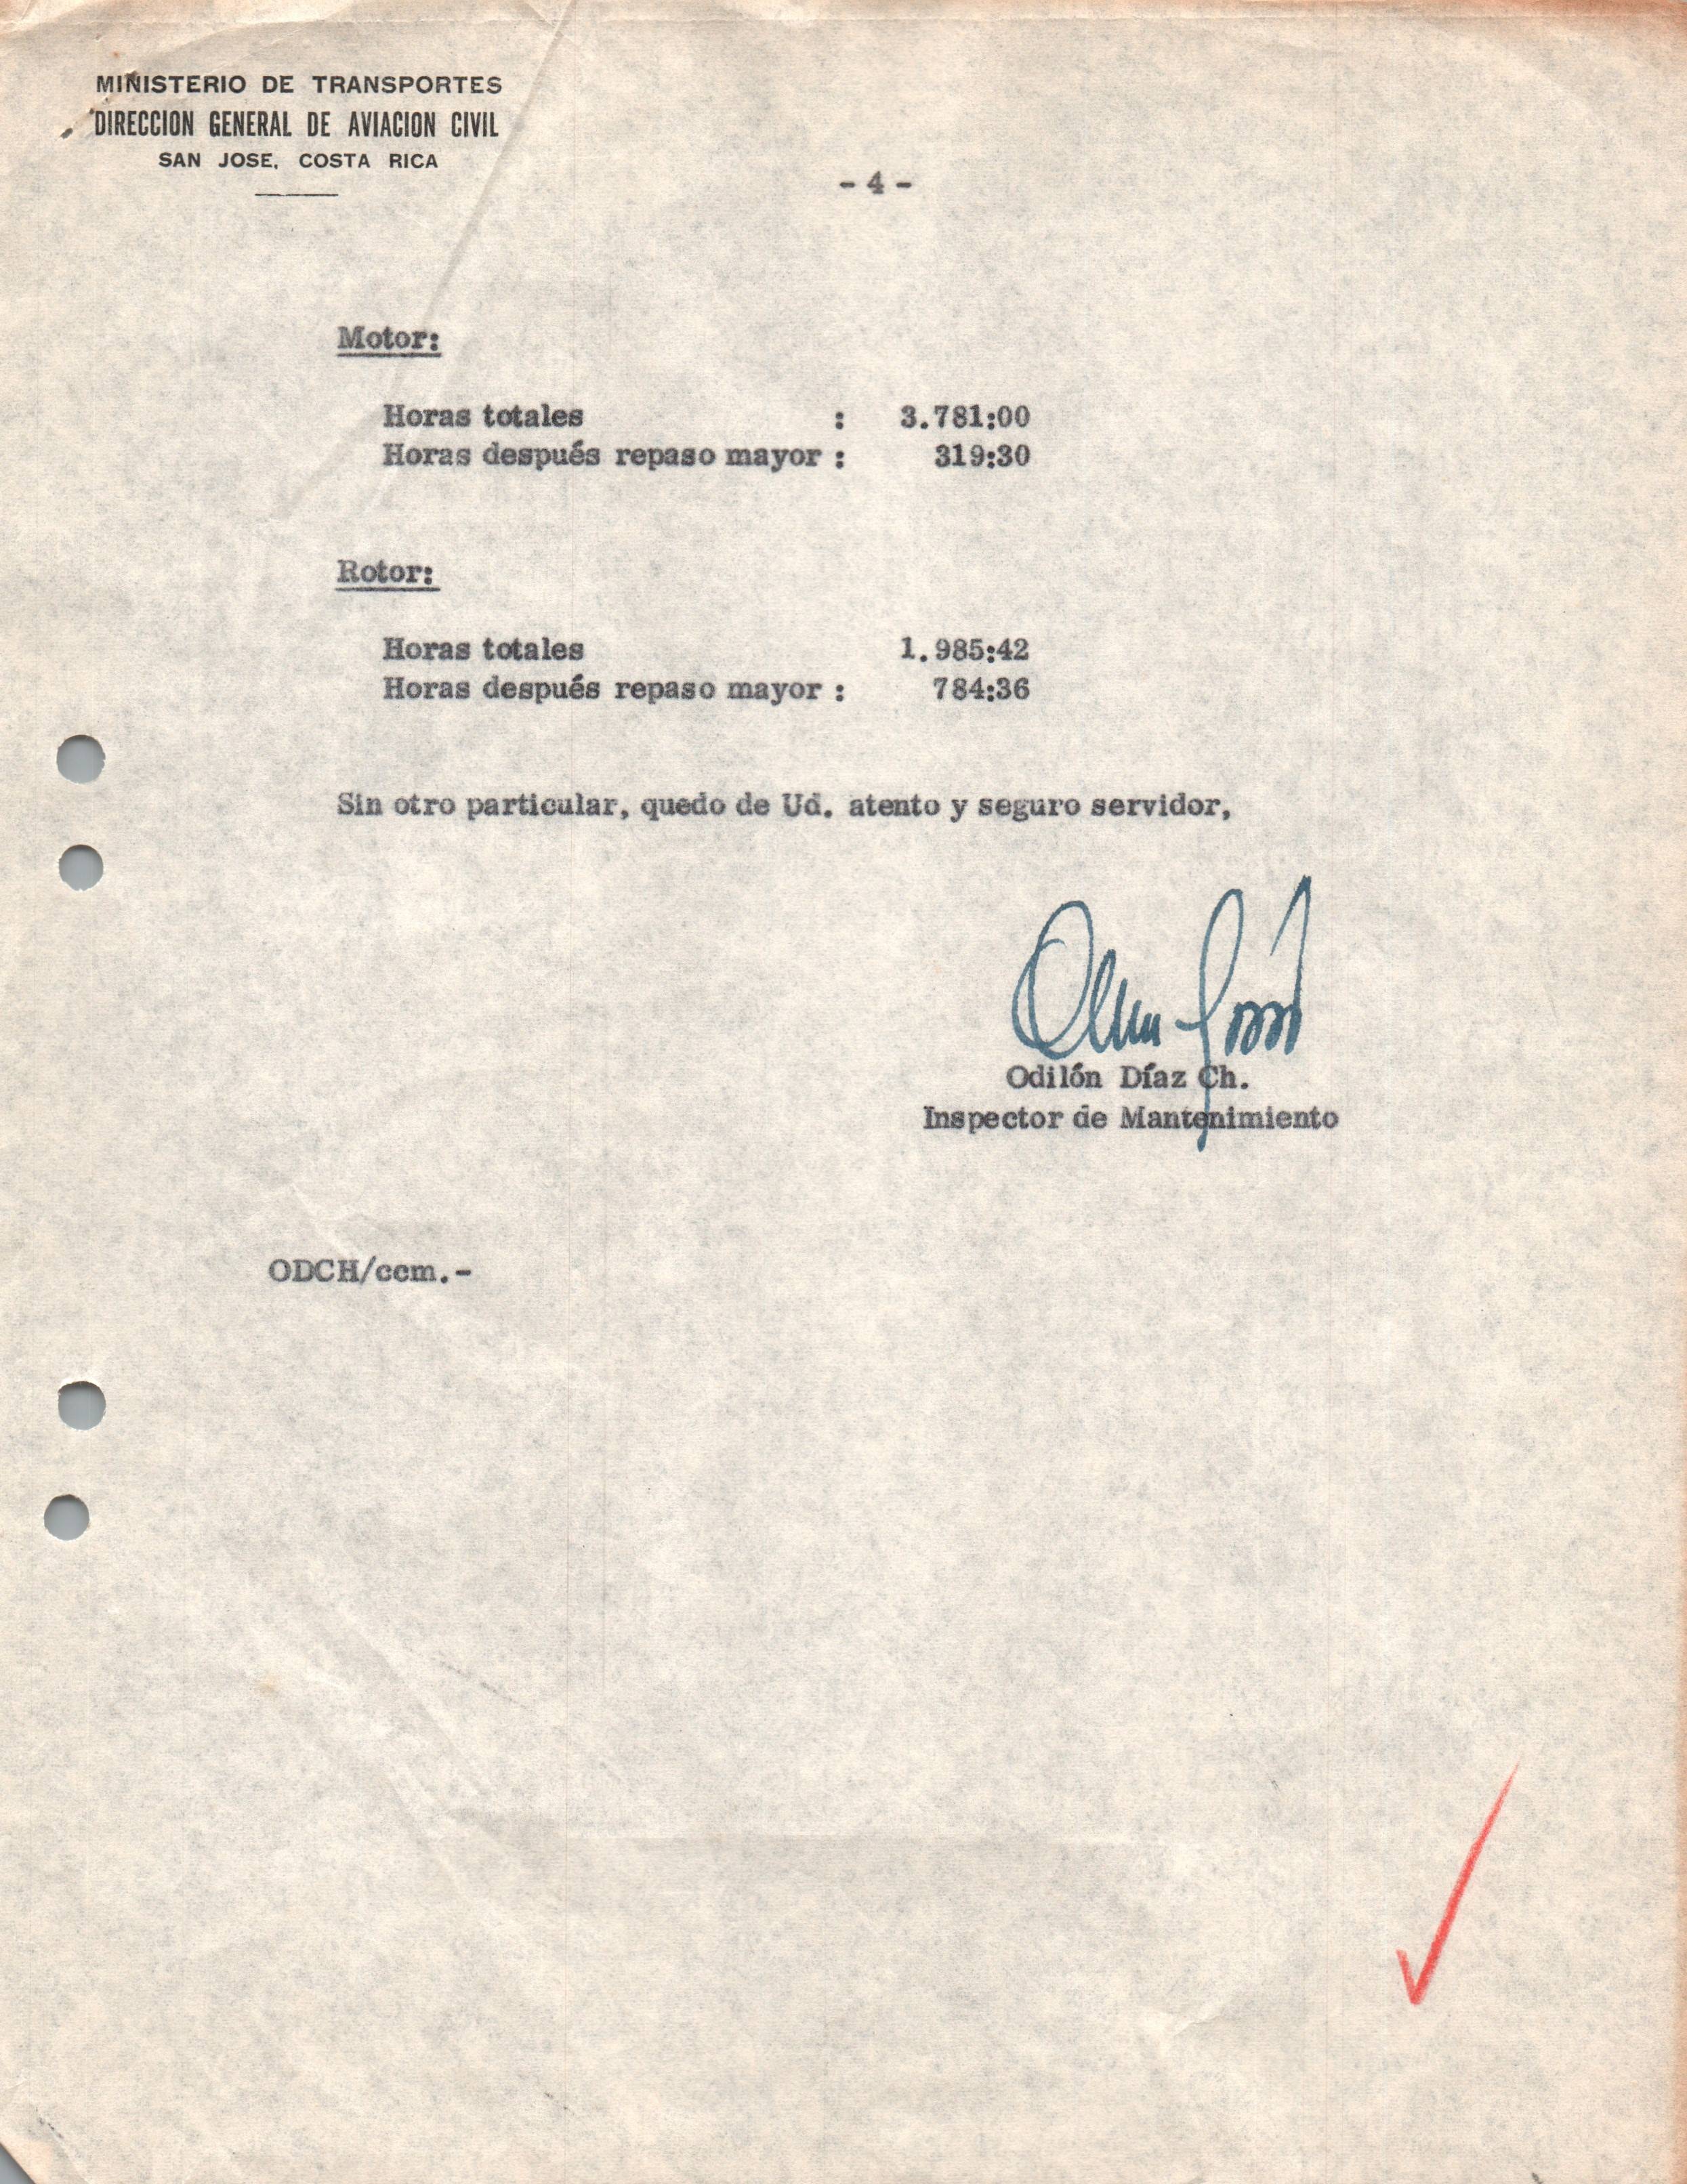 MINISTERIO DE TRANSPORTES
DIRECCION GENERAL DE AVIACION CIVIL
SAN JOSE, COSTA RICA
- 4 -
Motor:
Horas totales : 3.781:00
Horas después repaso mayor : 319:30
Rotor:
Horas totales 1.985:42
Horas después repaso mayor : 784:36
Sin otro particular, quedo de Ud. atento y seguro servidor,
Odilón Díaz Ch.
Inspector de Mantenimiento
ODCH/ccm.-